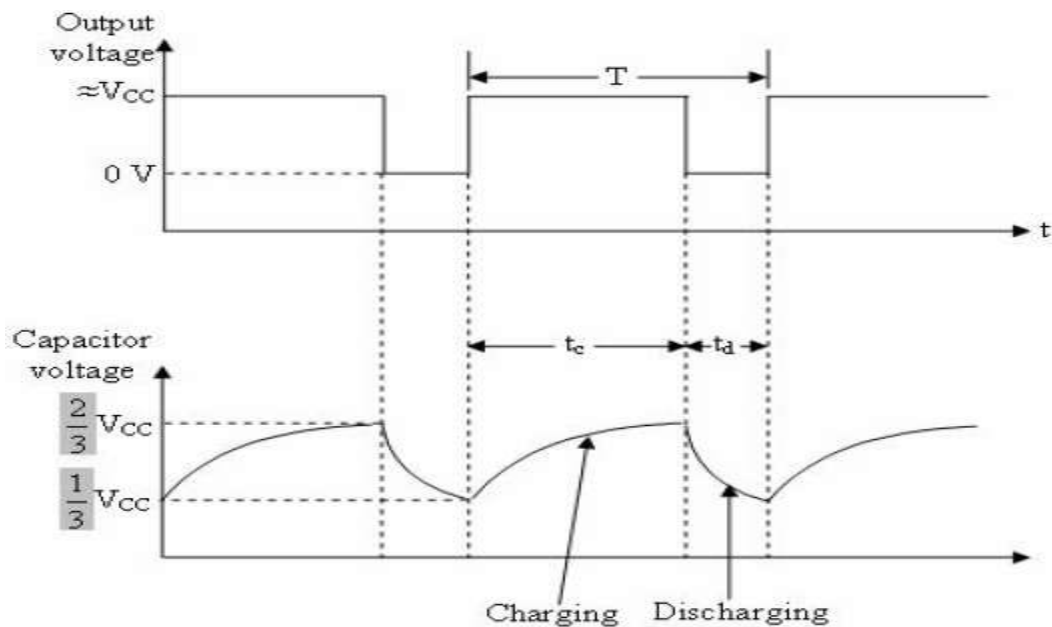 Output
voltage
≈VCC
T
0 V
t
Capacitor
voltage
tc
td
2/3 VCC
1/3 VCC
Charging
Discharging